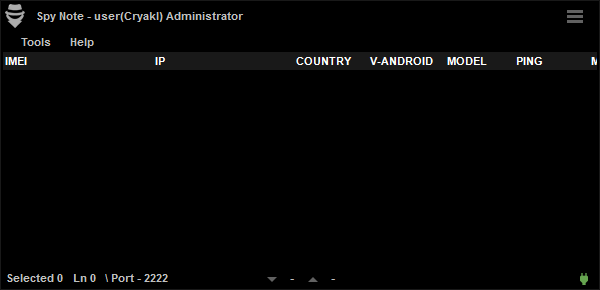 Spy Note - user(Cryakl) Administrator
Tools Help
IMEI IP COUNTRY V-ANDROID MODEL PING M
Selected 0 Ln 0 \ Port - 2222 - -